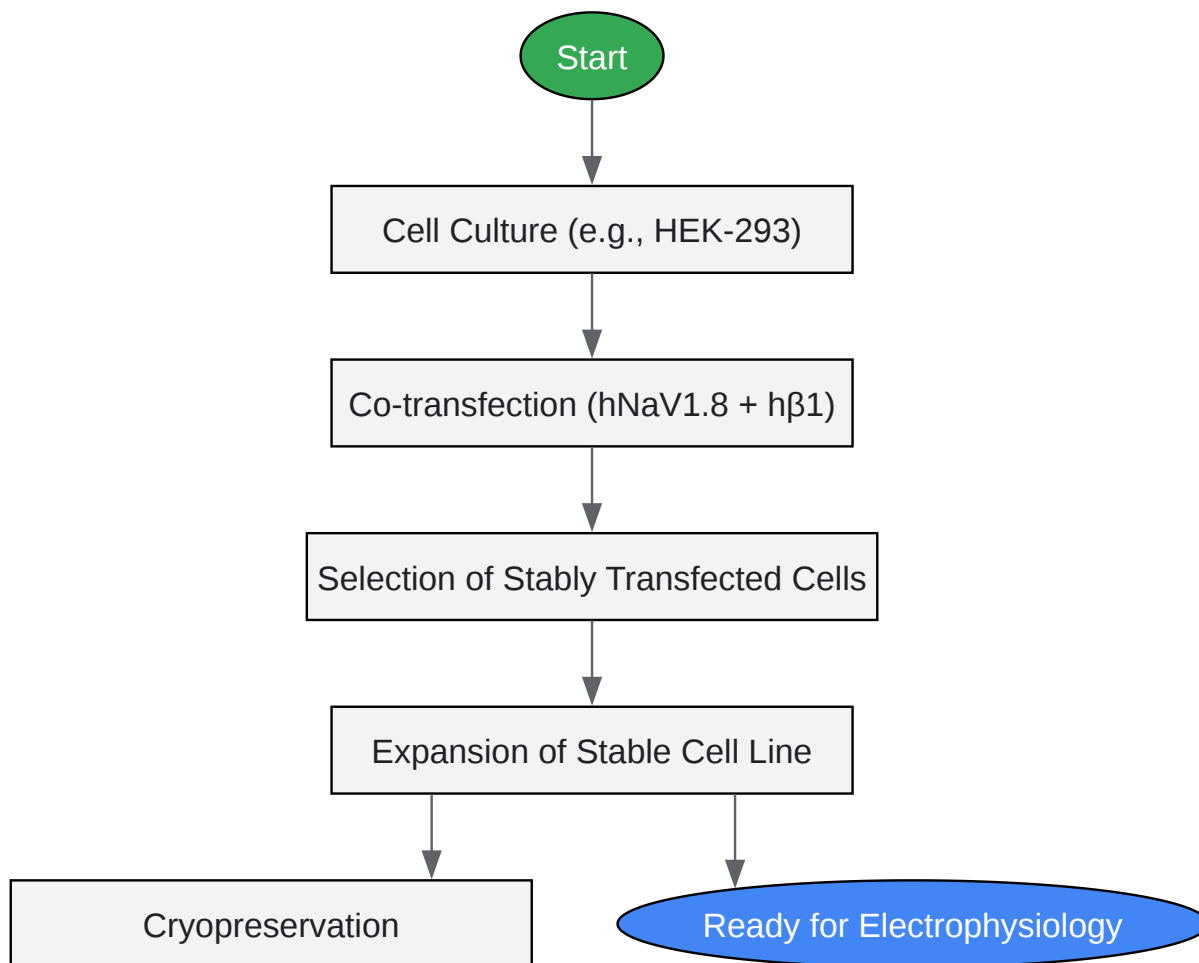 Start
Cell Culture (e.g., HEK-293)
Co-transfection (hNaV1.8 + hβ1)
Selection of Stably Transfected Cells
Expansion of Stable Cell Line
Cryopreservation
Ready for Electrophysiology